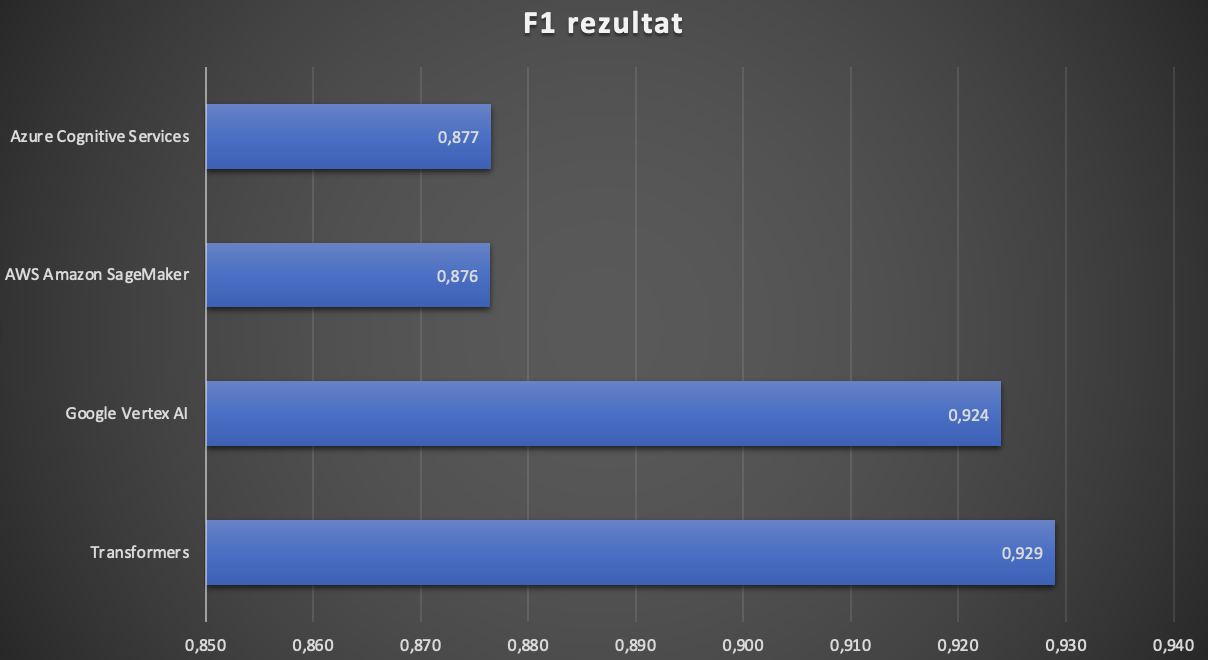 F1 rezultat
Azure Cognitive Services
0,877
AWS Amazon SageMaker
0,876
Google Vertex AI
0,924
Transformers
0,929
0,850 0,860 0,870 0,880 0,890 0,900 0,910 0,920 0,930 0,940